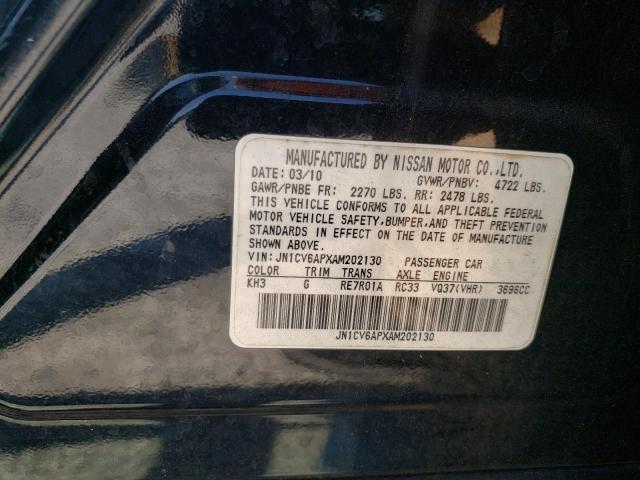 MANUFACTURED BY NISSAN MOTOR CO.,LTD.
DATE: 03/10 GVWR/PNBV: 4722 LBS.
GAWR/PNBE FR: 2270 LBS. RR: 2478 LBS.
THIS VEHICLE CONFORMS TO ALL APPLICABLE FEDERAL
MOTOR VEHICLE SAFETY, BUMPER, AND THEFT PREVENTION
STANDARDS IN EFFECT ON THE DATE OF MANUFACTURE
SHOWN ABOVE.
VIN: JN1CV6APXAM202130 PASSENGER CAR
COLOR TRIM TRANS AXLE ENGINE
KH3 G RE7R01A RC33 VQ37(VHR) 3696CC
JN1CV6APXAM202130